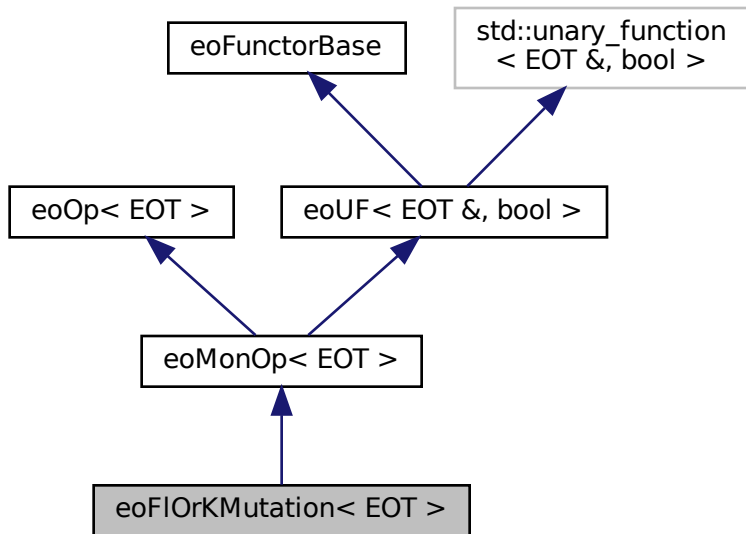 eoFunctorBase
std::unary_function
< EOT &, bool >
eoOp< EOT >
eoUF< EOT &, bool >
eoMonOp< EOT >
eoFlOrKMutation< EOT >